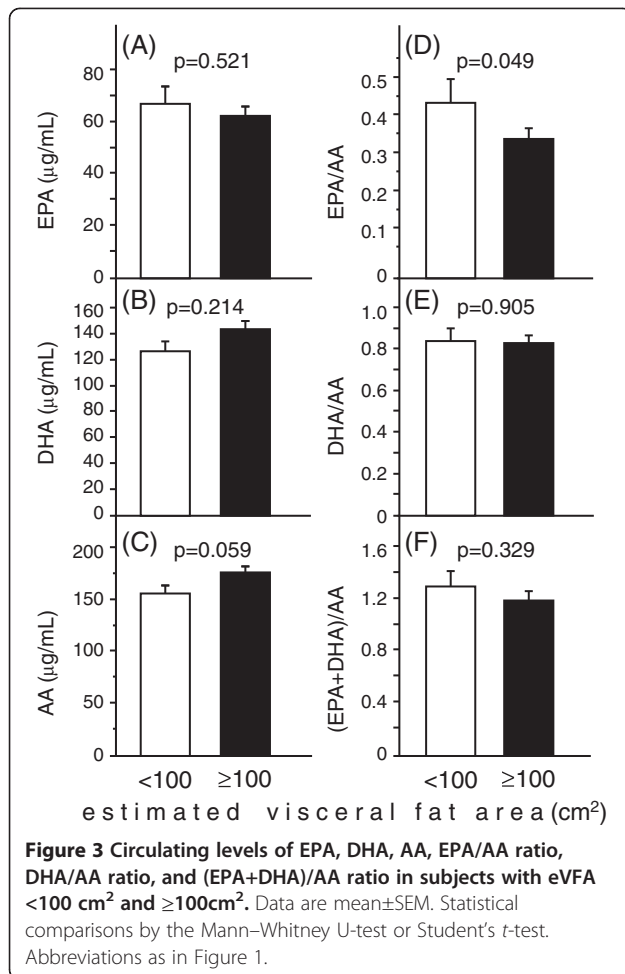 (A)
p=0.521
80
60
40
20
0
EPA (µg/mL)
(D)
p=0.049
0.5
0.4
0.3
0.2
0.1
0
EPA/AA
(B)
p=0.214
160
140
120
100
80
60
40
20
0
DHA (µg/mL)
(E)
p=0.905
1.0
0.8
0.6
0.4
0.2
0
DHA/AA
(C)
p=0.059
200
150
100
50
0
AA (µg/mL)
(F)
p=0.329
1.6
1.2
0.8
0.4
0
(EPA+DHA)/AA
<100 ≥100 <100 ≥100
estimated visceral fat area (cm²)
Figure 3 Circulating levels of EPA, DHA, AA, EPA/AA ratio,
DHA/AA ratio, and (EPA+DHA)/AA ratio in subjects with eVFA
<100 cm² and ≥100cm². Data are mean±SEM. Statistical
comparisons by the Mann–Whitney U-test or Student's t-test.
Abbreviations as in Figure 1.